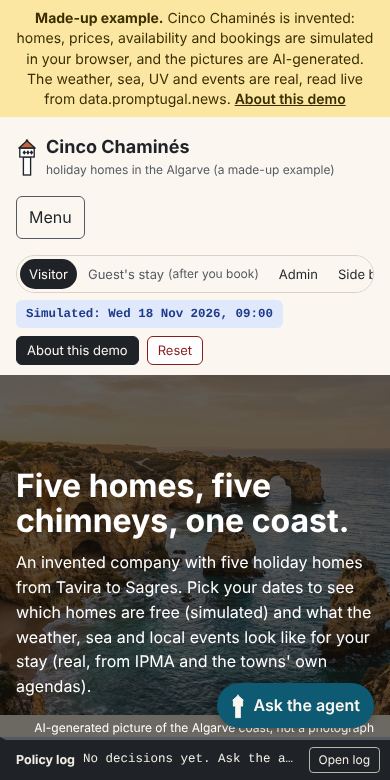 Made-up example. Cinco Chaminés is invented:
homes, prices, availability and bookings are simulated
in your browser, and the pictures are AI-generated.
The weather, sea, UV and events are real, read live
from data.promptugal.news. About this demo
Cinco Chaminés
holiday homes in the Algarve (a made-up example)
Menu
Visitor Guest's stay (after you book) Admin Side b
Simulated: Wed 18 Nov 2026, 09:00
About this demo Reset
Five homes, five
chimneys, one coast.
An invented company with five holiday homes
from Tavira to Sagres. Pick your dates to see
which homes are free (simulated) and what the
weather, sea and local events look like for your
stay (real, from IPMA and the towns' own
agendas).
Ask the agent
AI-generated picture of the Algarve coast, not a photograph
Policy log No decisions yet. Ask the a… Open log